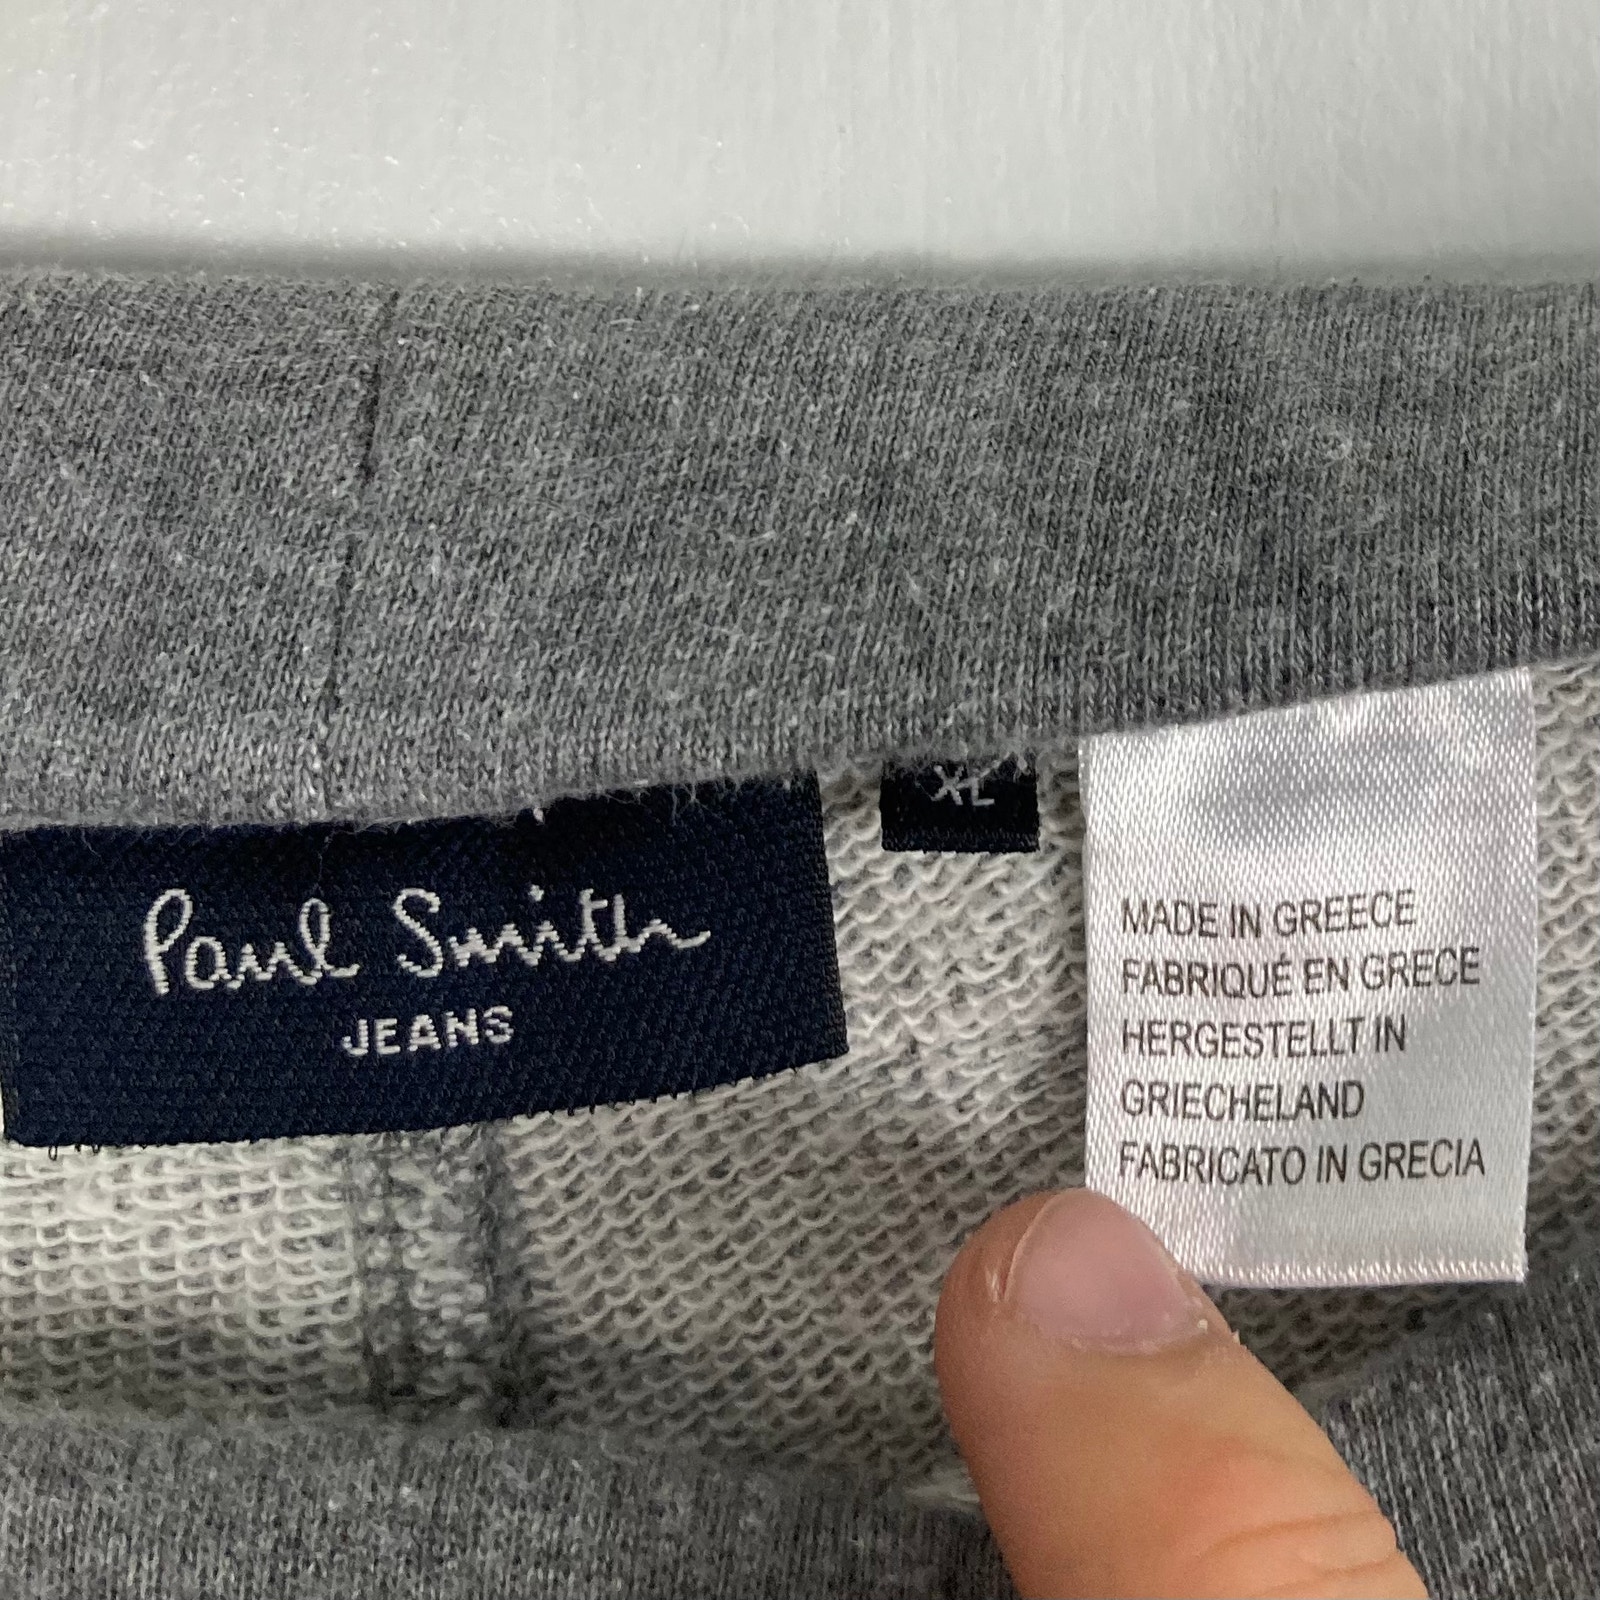 Paul Smith
JEANS
XL
MADE IN GREECE
FABRIQUÉ EN GRECE
HERGESTELLT IN
GRIECHELAND
FABRICATO IN GRECIA